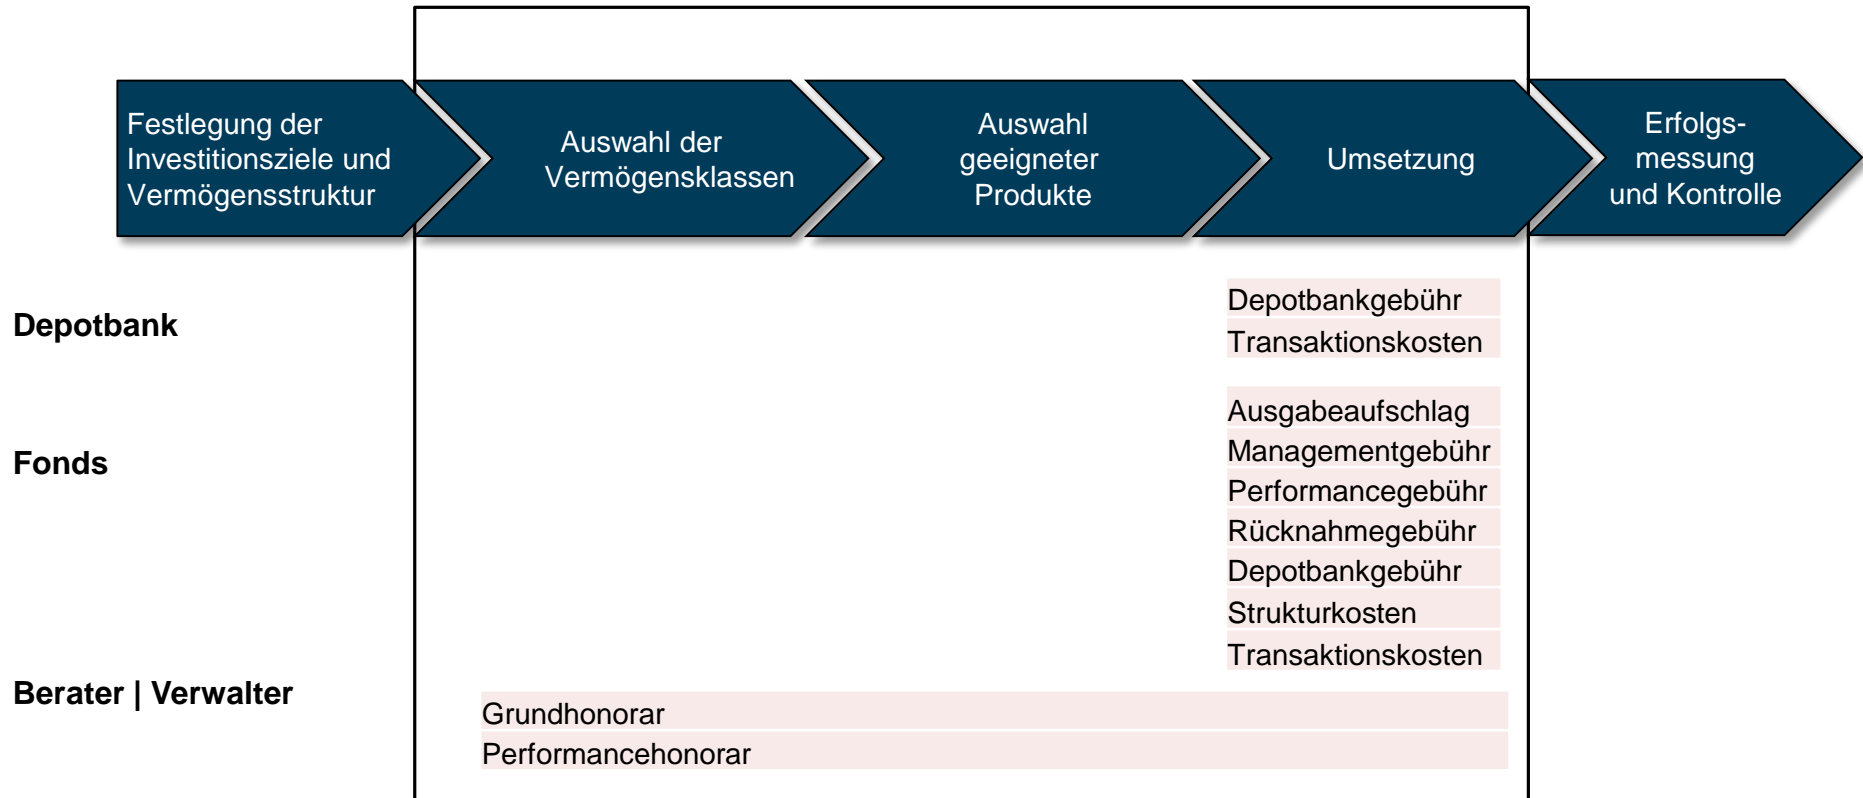 Festlegung der
Investitionsziele und
Vermögensstruktur
Auswahl der
Vermögensklassen
Auswahl
geeigneter
Produkte
Umsetzung
Erfolgs-
messung
und Kontrolle
Depotbank
Depotbankgebühr
Transaktionskosten
Fonds
Ausgabeaufschlag
Managementgebühr
Performancegebühr
Rücknahmegebühr
Depotbankgebühr
Strukturkosten
Transaktionskosten
Berater | Verwalter
Grundhonorar
Performancehonorar